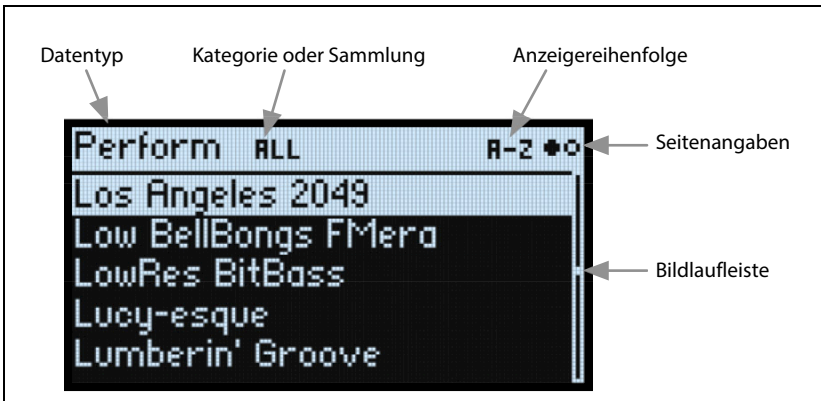 Datentyp Kategorie oder Sammlung Anzeigereihenfolge
Perform ALL A-Z
Seitenangaben
Los Angeles 2049
Low BellBongs FMera
LowRes BitBass
Bildlaufleiste
Lucy-esque
Lumberin' Groove